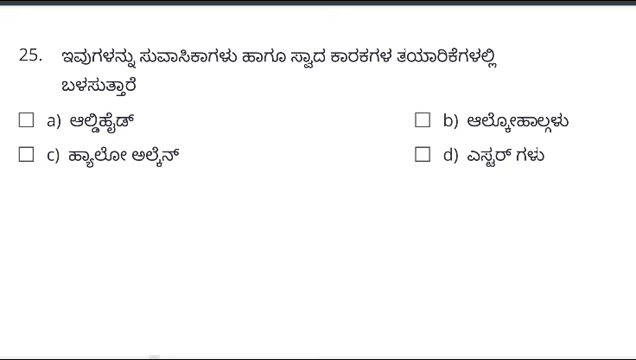 25. ಇವುಗಳನ್ನು ಸುವಾಸಿಕಾಗಳು ಹಾಗೂ ಸ್ವಾದ ಕಾರಕಗಳ ತಯಾರಿಕೆಗಳಲ್ಲಿ
ಬಳಸುತ್ತಾರೆ
a) ಆಲ್ಡಿಹೈಡ್ b) ಆಲ್ಕೋಹಾಲ್ಗಳು
c) ಹ್ಯಾಲೋ ಅಲ್ಕೆನ್ d) ಎಸ್ಟರ್ ಗಳು